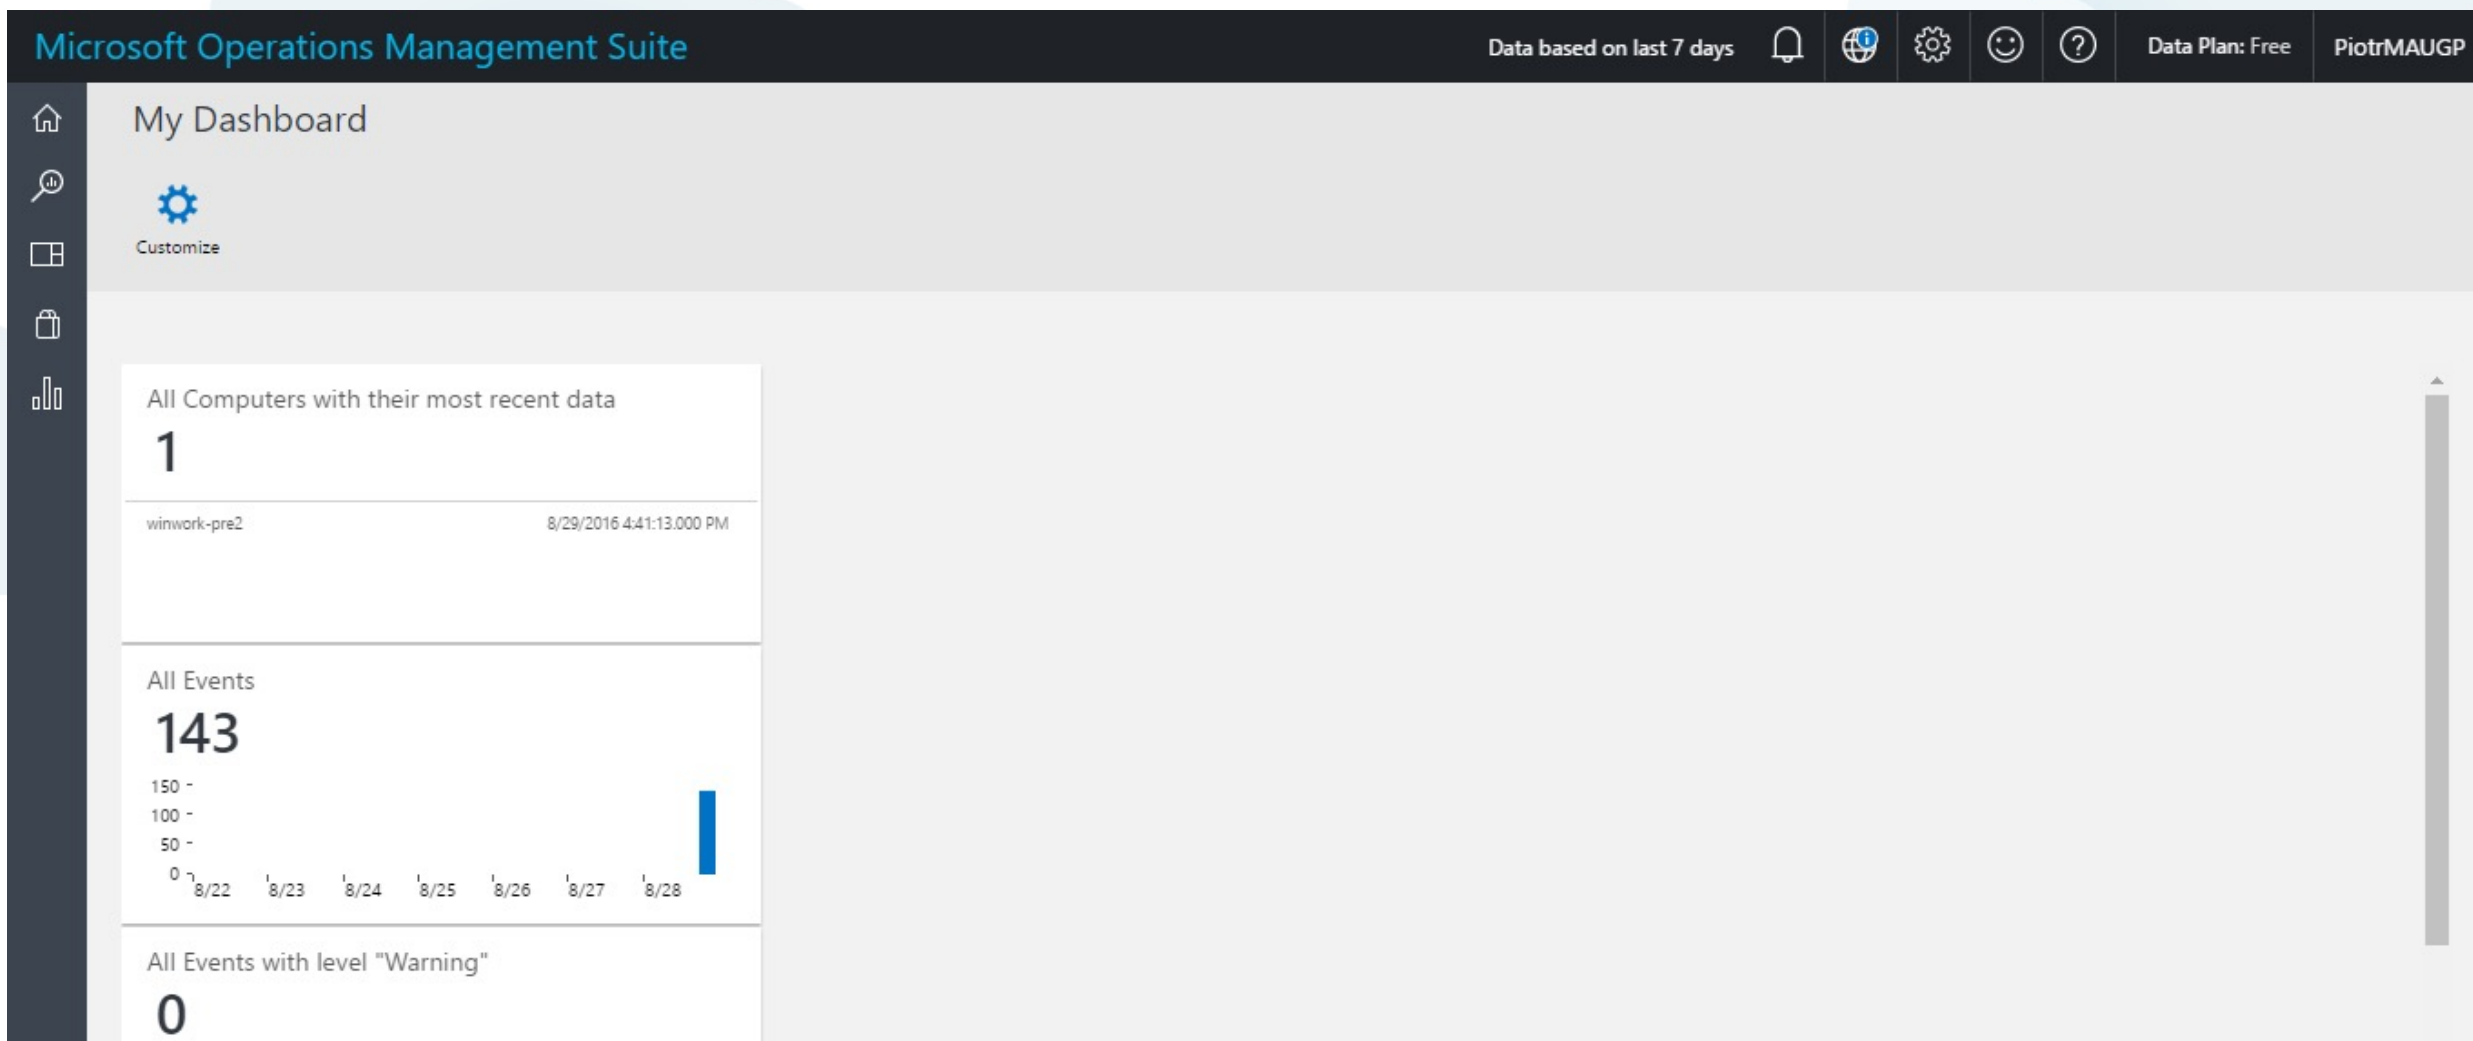 Microsoft Operations Management Suite
Data based on last 7 days
Data Plan: Free
PiotrMAUGP
My Dashboard
Customize
All Computers with their most recent data
1
winwork-pre2 8/29/2016 4:41:13.000 PM
All Events
143
150
100
50
0
8/22 8/23 8/24 8/25 8/26 8/27 8/28
All Events with level "Warning"
0